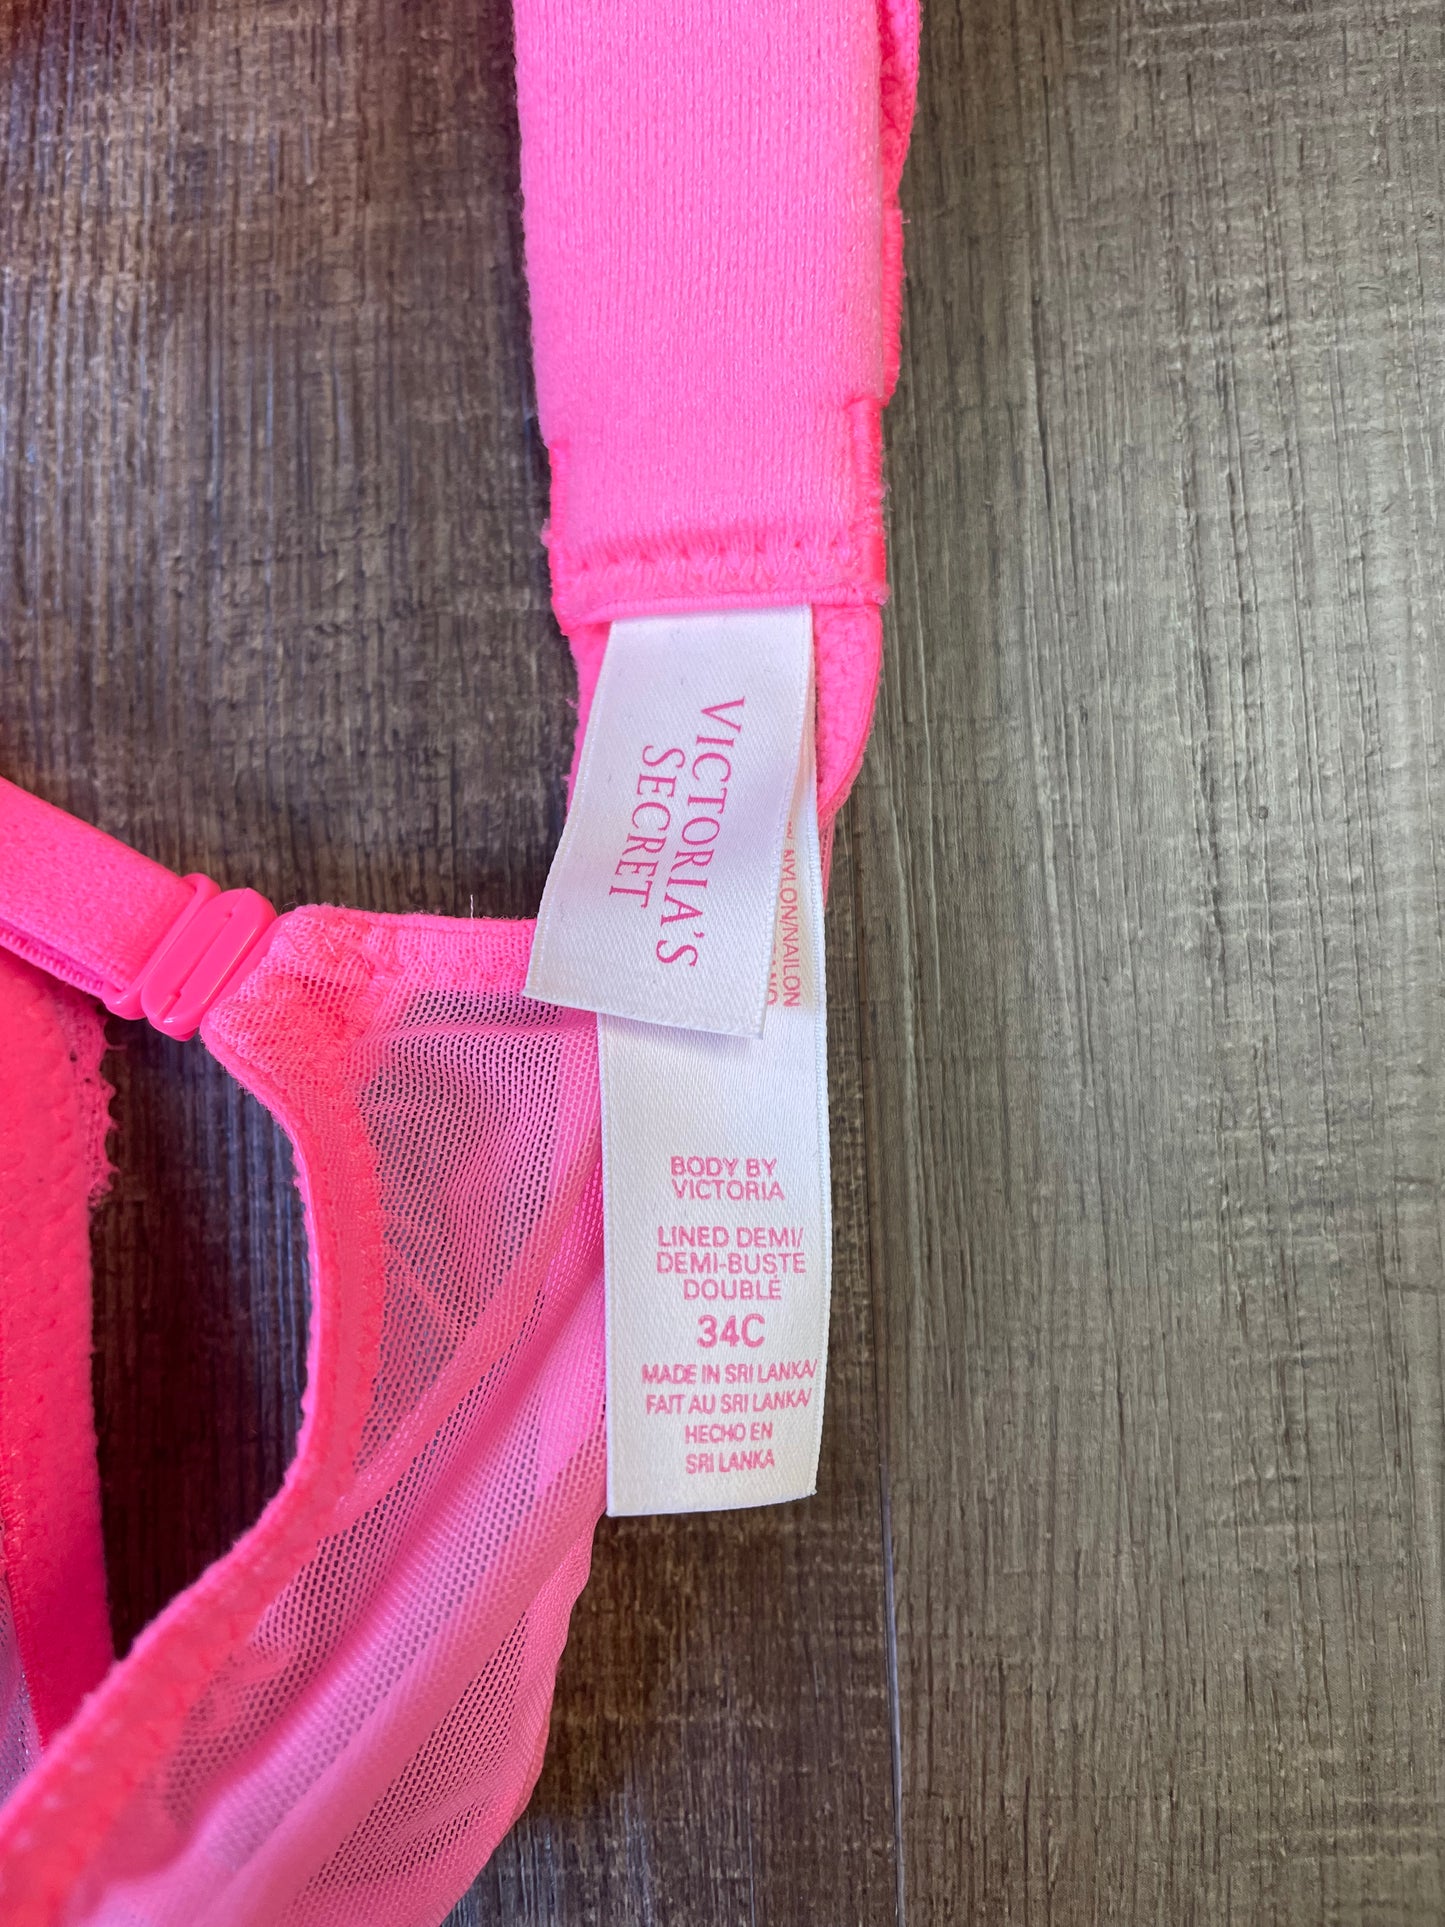 VICTORIA'S
SECRET
NYLON/NAILON
BODY BY
VICTORIA
LINED DEMI/
DEMI-BUSTE
DOUBLÉ
34C
MADE IN SRI LANKA/
FAIT AU SRI LANKA/
HECHO EN
SRI LANKA